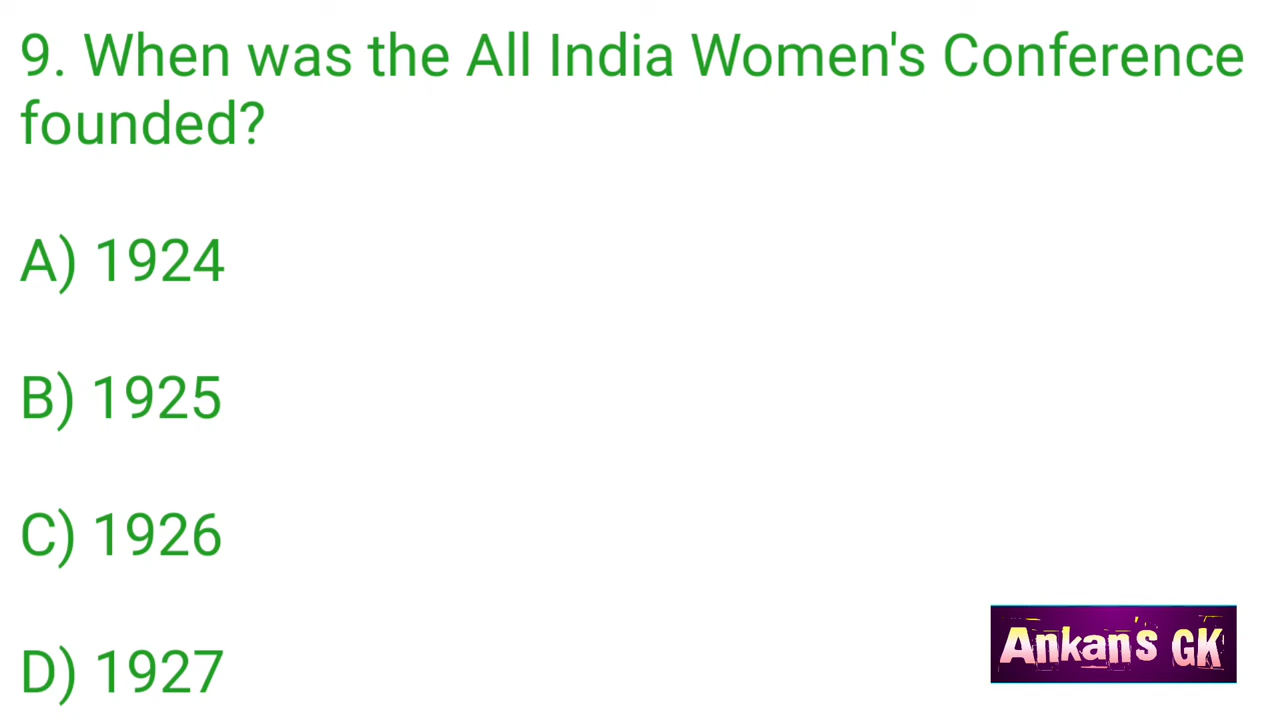 9. When was the All India Women's Conference
founded?
A) 1924
B) 1925
C) 1926
D) 1927
Ankan's GK